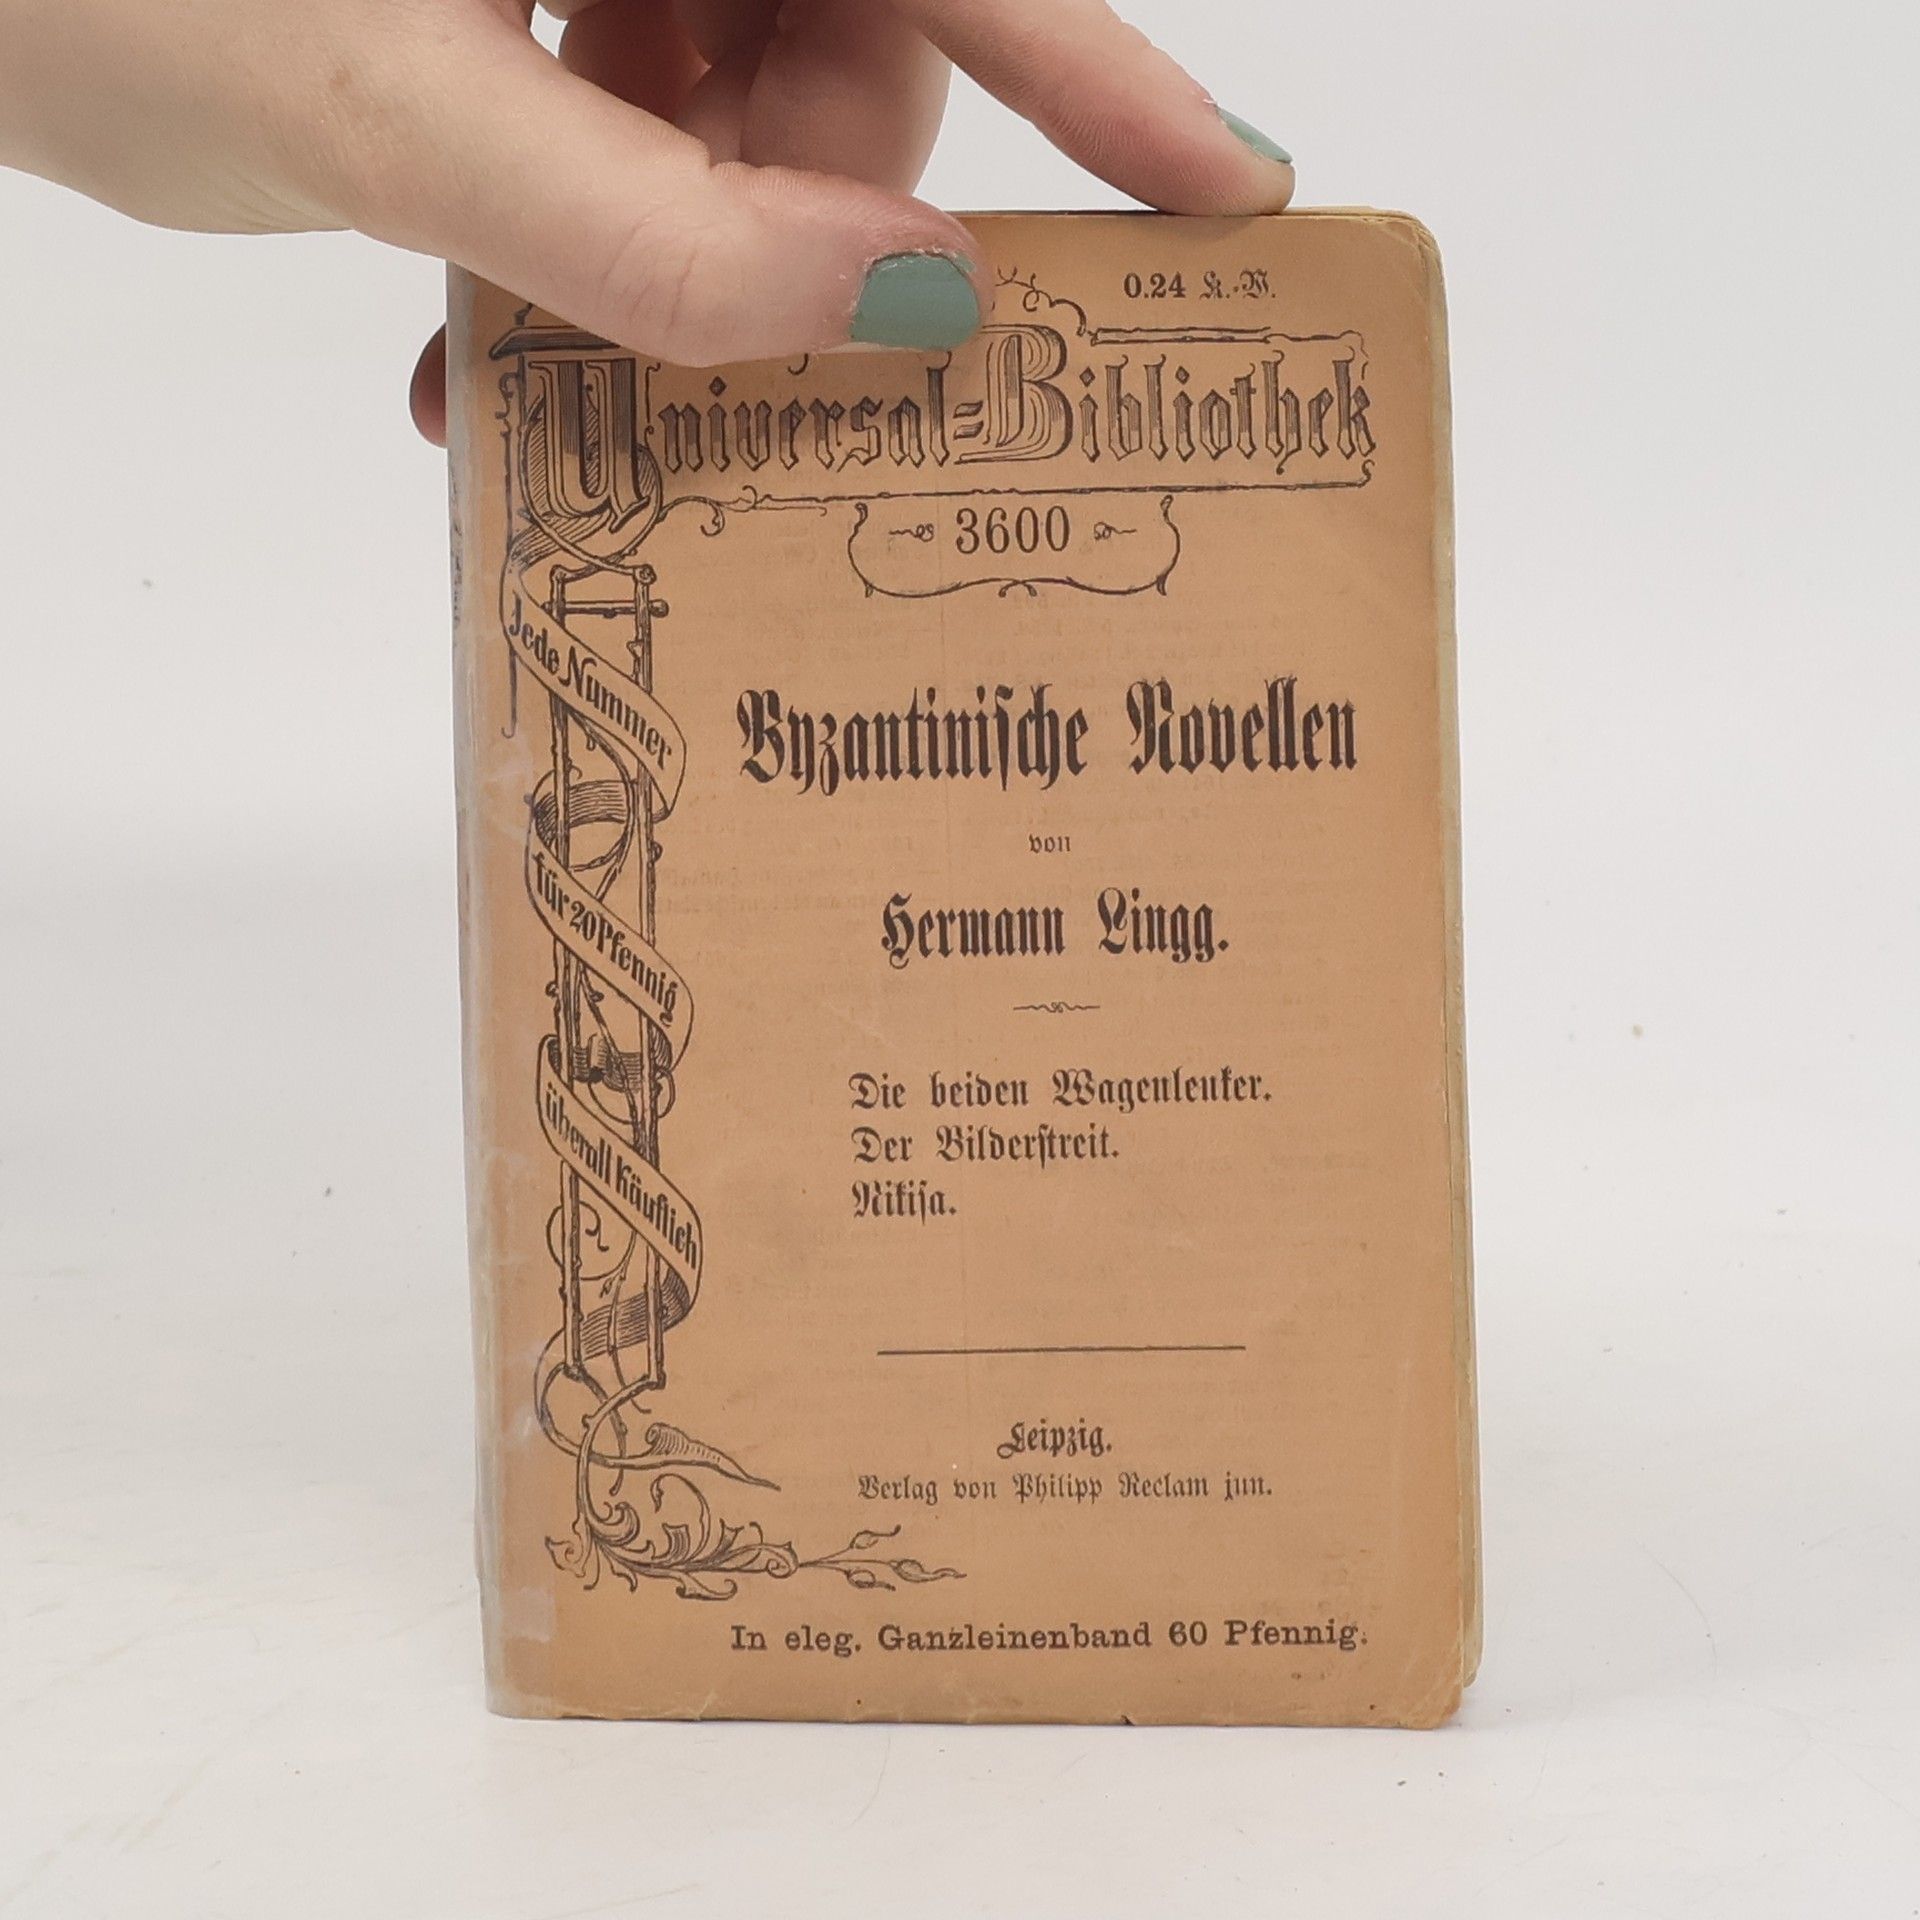 0.24 K.-W.
Universal-Bibliothek
3600
Jede Nummer
für 20 Pfennig
überall käuflich
Byzantinische Novellen
von
Hermann Lingg.
Die beiden Wagenlenker.
Der Bilderstreit.
Nikisa.
Leipzig.
Verlag von Philipp Reclam jun.
In eleg. Ganzleinenband 60 Pfennig.